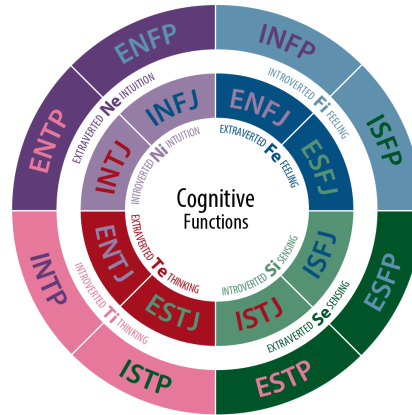 ENFP
INFP
ENTP
ISFP
EXTRAVERTED Ne INTUITION
INTROVERTED Fi FEELING
INFJ
ENFJ
INTJ
ESFJ
INTROVERTED Ni INTUITION
EXTRAVERTED Fe FEELING
Cognitive
Functions
EXTRAVERTED Te THINKING
INTROVERTED Si SENSING
ENTJ
ISFJ
ESTJ
ISTJ
INTROVERTED Ti THINKING
EXTRAVERTED Se SENSING
INTP
ESFP
ISTP
ESTP